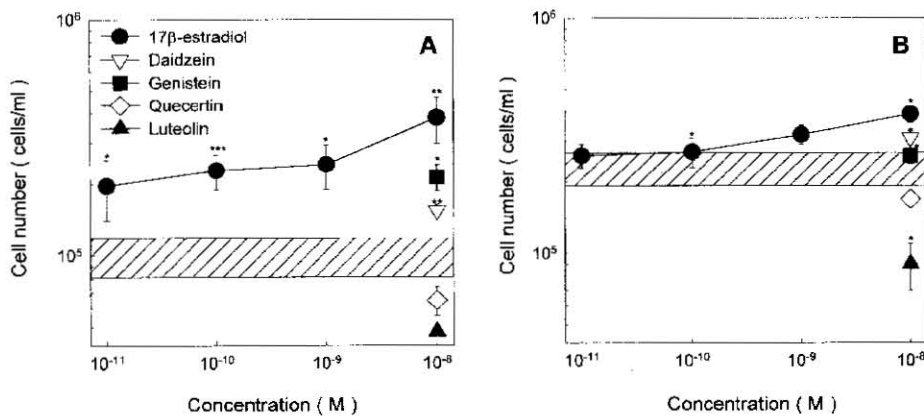 10⁶
17β-estradiol
Daidzein
Genistein
Quecertin
Luteolin
A
**
*
***
*
*
**
10⁵
Cell number ( cells/ml )
10⁻¹¹
10⁻¹⁰
10⁻⁹
10⁻⁸
Concentration ( M )
10⁶
B
*
*
*
*
10⁵
Cell number ( cells/ml )
10⁻¹¹
10⁻¹⁰
10⁻⁹
10⁻⁸
Concentration ( M )